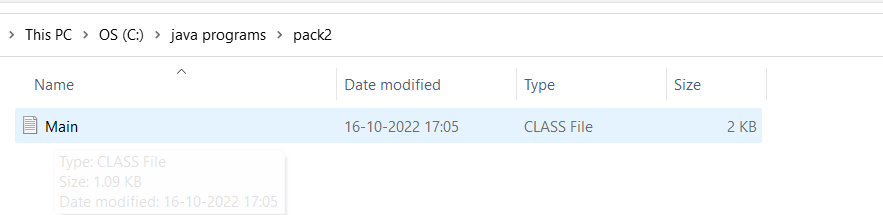 This PC > OS (C:) > java programs > pack2
Name Date modified Type Size
Main 16-10-2022 17:05 CLASS File 2 KB
Type: CLASS File
Size: 1.09 KB
Date modified: 16-10-2022 17:05